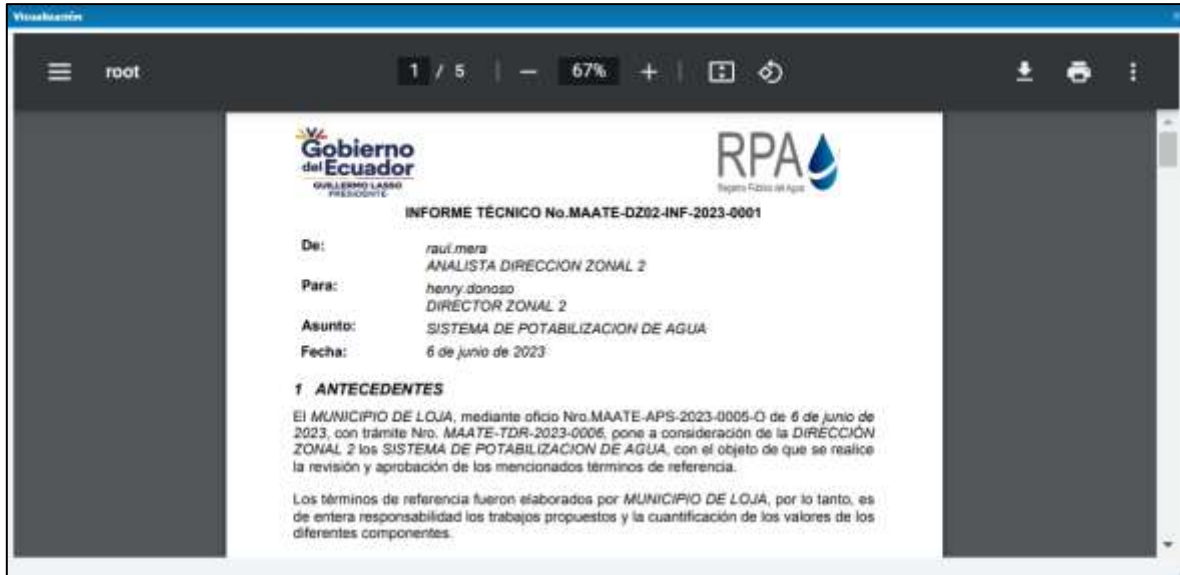 Visualización
root
1 / 5
67%
Gobierno
del Ecuador
GUILLERMO LASSO
PRESIDENTE
RPA
Registro Público del Agua
INFORME TÉCNICO No.MAATE-DZ02-INF-2023-0001
De: raul.mera
ANALISTA DIRECCION ZONAL 2
Para: henry.donoso
DIRECTOR ZONAL 2
Asunto: SISTEMA DE POTABILIZACION DE AGUA
Fecha: 6 de junio de 2023
1 ANTECEDENTES
El MUNICIPIO DE LOJA, mediante oficio Nro.MAATE-APS-2023-0005-O de 6 de junio de
2023, con trámite Nro. MAATE-TDR-2023-0006, pone a consideración de la DIRECCIÓN
ZONAL 2 los SISTEMA DE POTABILIZACION DE AGUA, con el objeto de que se realice
la revisión y aprobación de los mencionados términos de referencia.
Los términos de referencia fueron elaborados por MUNICIPIO DE LOJA, por lo tanto, es
de entera responsabilidad los trabajos propuestos y la cuantificación de los valores de los
diferentes componentes.